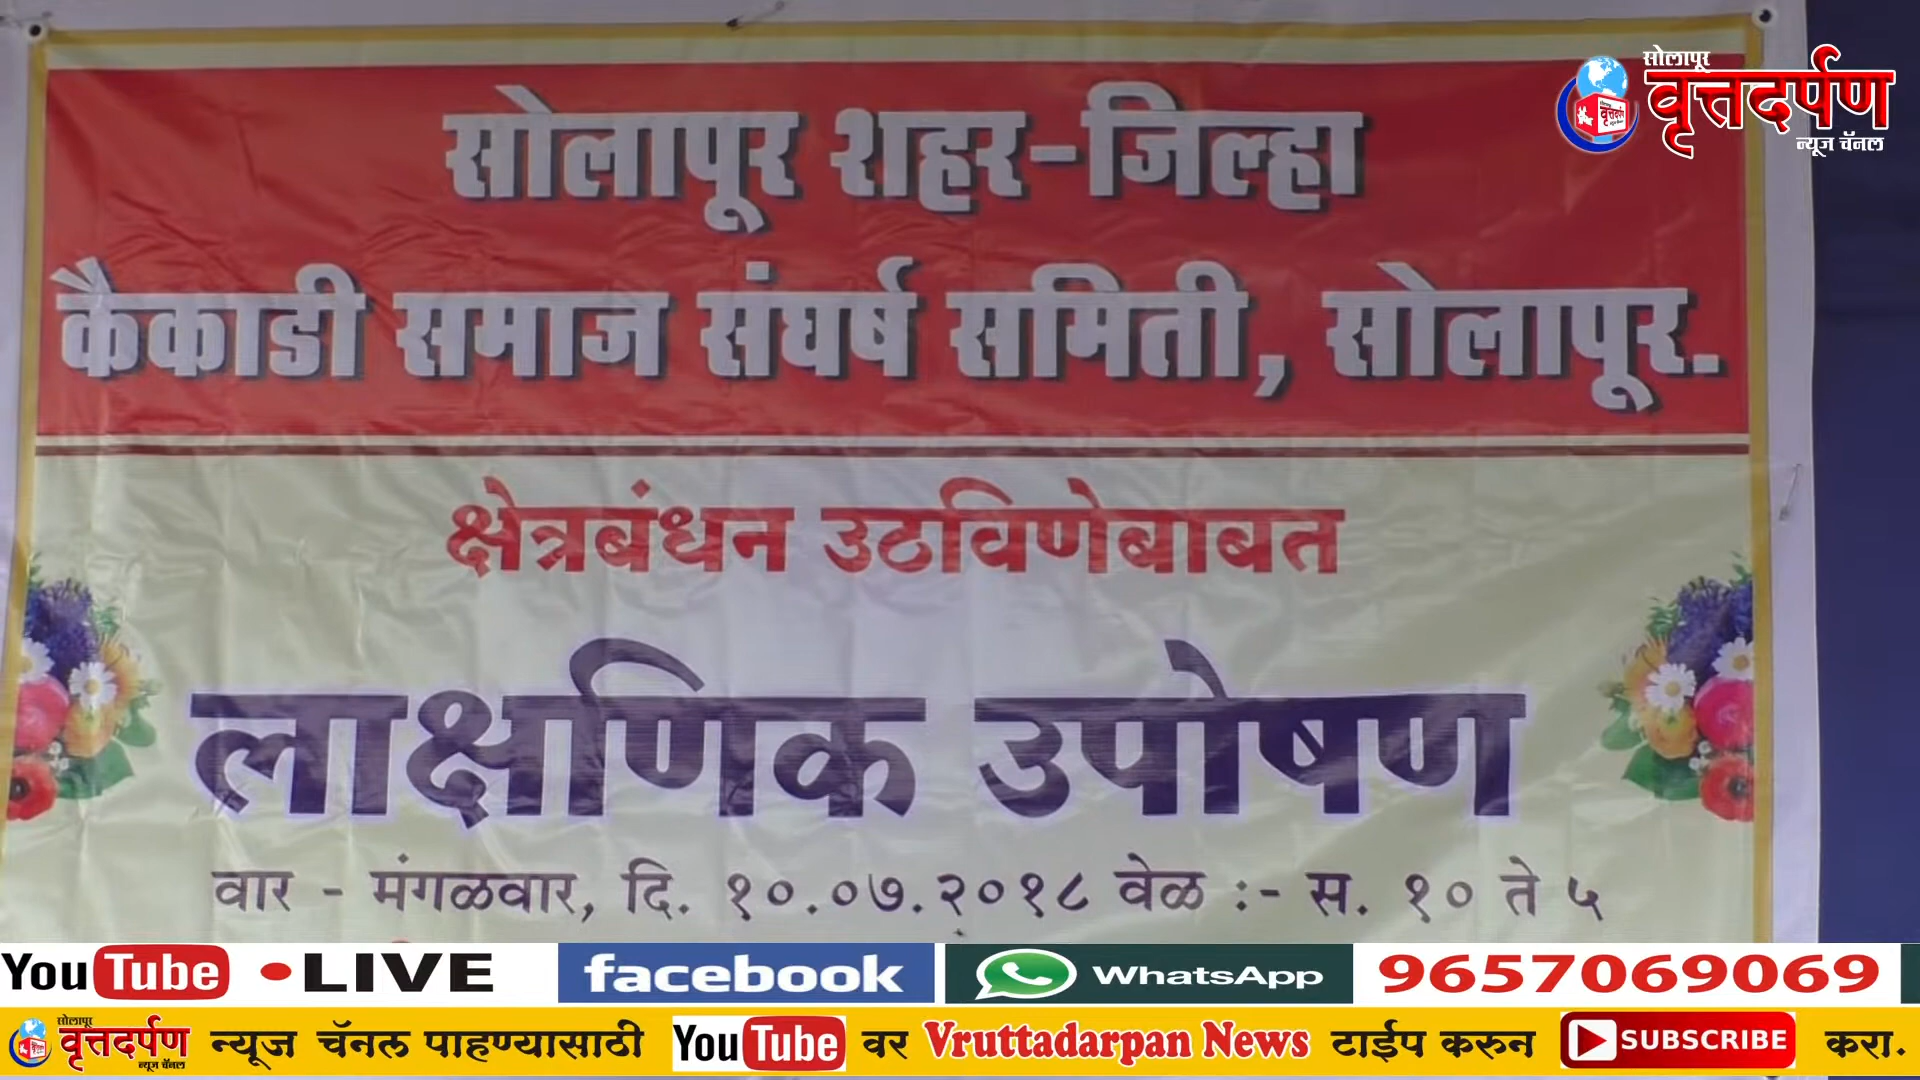 सोलापूर
वृत्तदर्पण
न्यूज चॅनल
सोलापूर शहर-जिल्हा
कैकाडी समाज संघर्ष समिती, सोलापूर.
क्षेत्रबंधन उठविणेबाबत
लाक्षणिक उपोषण
वार - मंगळवार, दि. १०.०७.२०१८ वेळ :- स. १० ते ५
YouTube •LIVE facebook WhatsApp 9657069069
सोलापूर वृत्तदर्पण न्यूज चॅनल न्यूज चॅनल पाहण्यासाठी YouTube वर Vruttadarpan News टाईप करुन SUBSCRIBE करा.